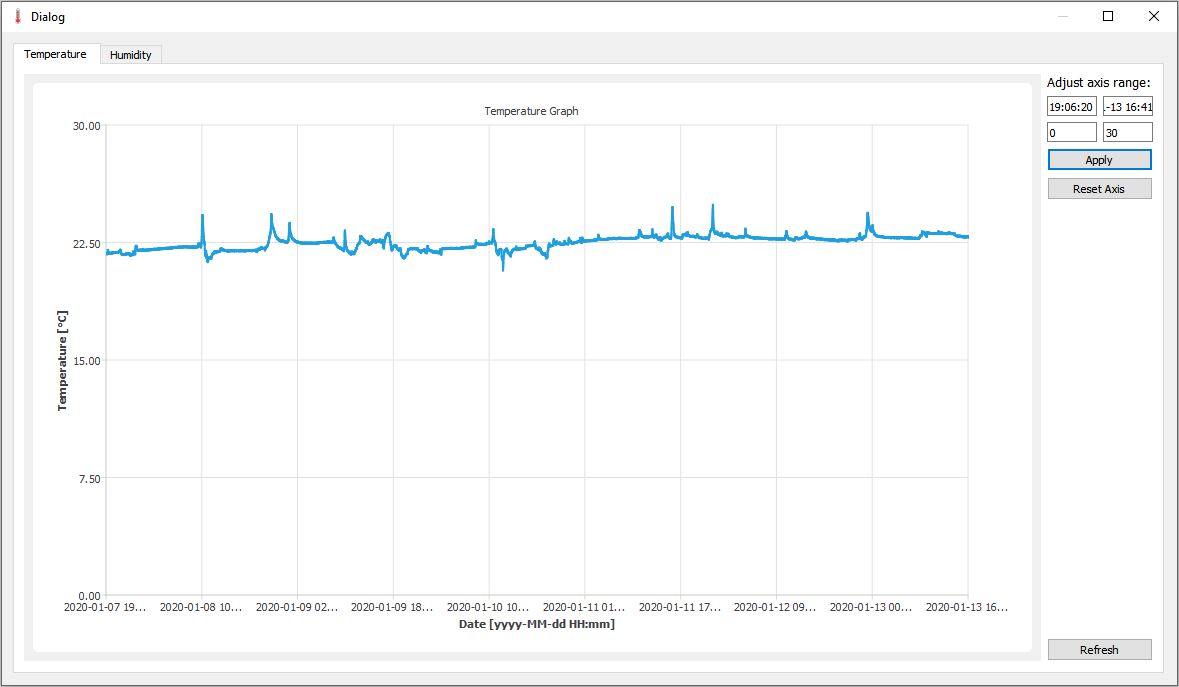 Dialog
Temperature
Humidity
Temperature Graph
30.00
22.50
15.00
7.50
0.00
Temperature [°C]
2020-01-07 19...
2020-01-08 10...
2020-01-09 02...
2020-01-09 18...
2020-01-10 10...
2020-01-11 01...
2020-01-11 17...
2020-01-12 09...
2020-01-13 00...
2020-01-13 16...
Date [yyyy-MM-dd HH:mm]
Adjust axis range:
19:06:20
-13 16:41
0
30
Apply
Reset Axis
Refresh